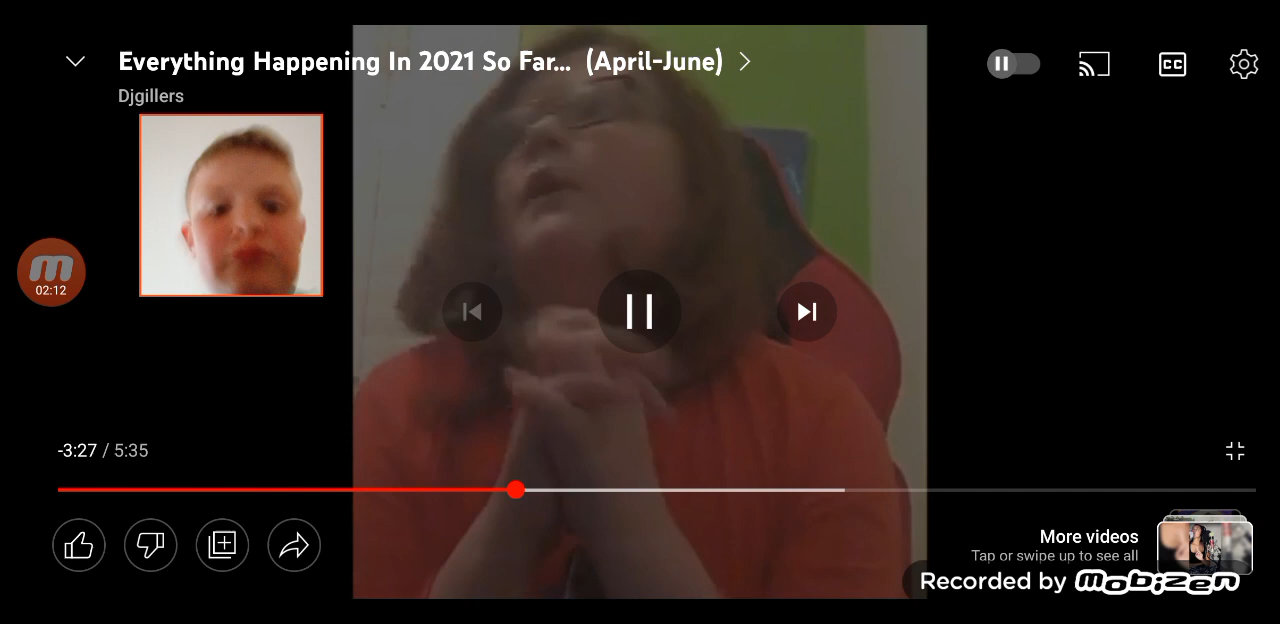 Everything Happening In 2021 So Far... (April-June)
Djgillers
CC
m
02:12
-3:27 / 5:35
More videos
Tap or swipe up to see all
Recorded by mobizen